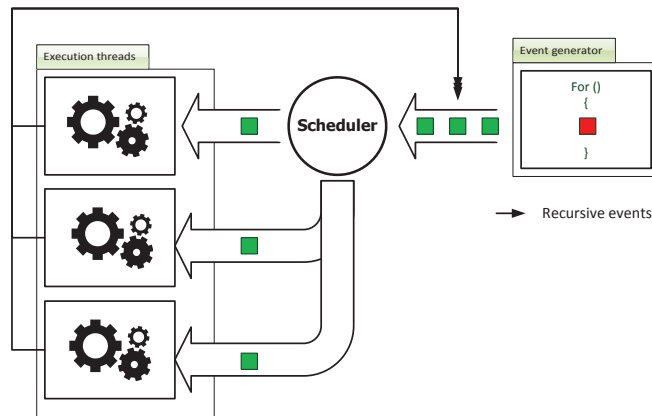 Execution threads
Event generator
For ()
{
}
Scheduler
Recursive events